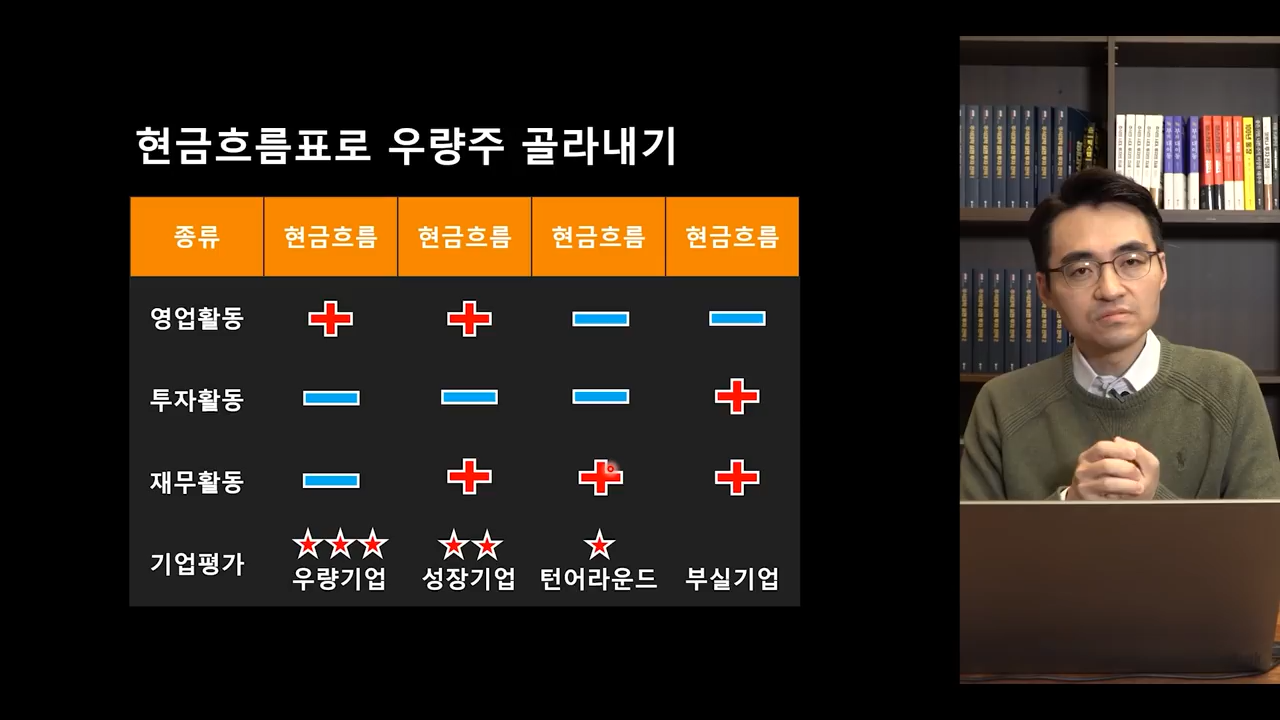 현금흐름표로 우량주 골라내기
종류 현금흐름 현금흐름 현금흐름 현금흐름
영업활동 + + − −
투자활동 − − − +
재무활동 − + + +
기업평가 ★★★ ★★ ★
우량기업 성장기업 턴어라운드 부실기업